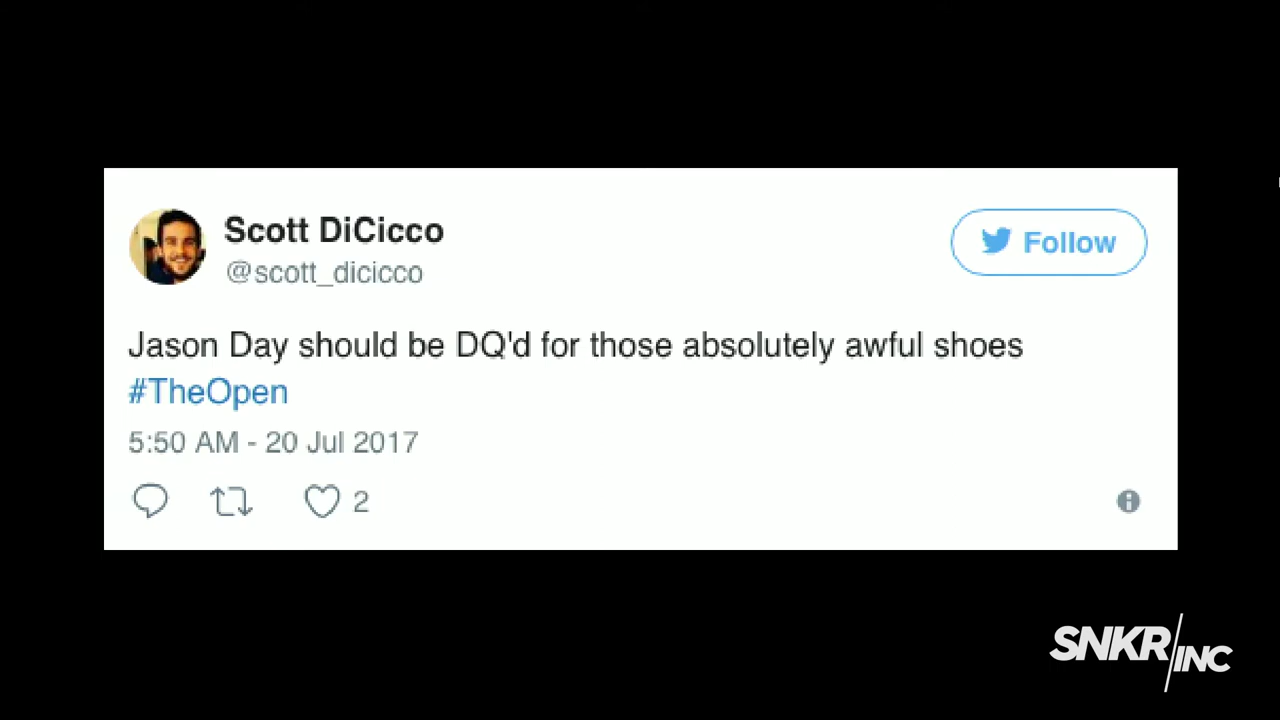 Scott DiCicco
@scott_dicicco
Follow
Jason Day should be DQ'd for those absolutely awful shoes
#TheOpen
5:50 AM - 20 Jul 2017
2
SNKR/INC